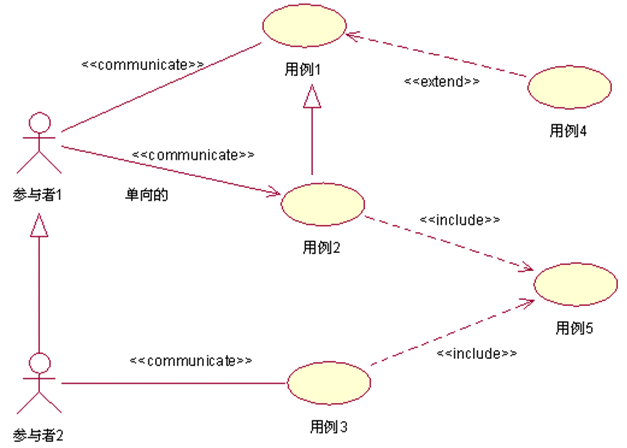 <<communicate>>
用例1
<<extend>>
用例4
<<communicate>>
参与者1
单向的
用例2
<<include>>
用例5
<<communicate>>
<<include>>
用例3
参与者2